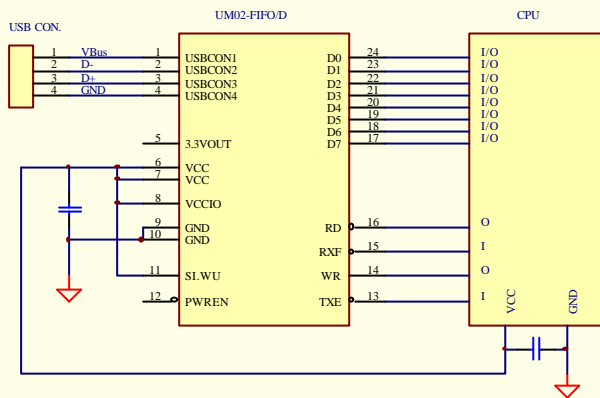 UM02-FIFO/D
CPU
USB CON.
1 VBus 1 USBCON1
2 D- 2 USBCON2
3 D+ 3 USBCON3
4 GND 4 USBCON4
5 3.3VOUT
6 VCC
7 VCC
8 VCCIO
9 GND
10 GND
11 SI.WU
12 PWREN
D0 24 I/O
D1 23 I/O
D2 22 I/O
D3 21 I/O
D4 20 I/O
D5 19 I/O
D6 18 I/O
D7 17 I/O
RD 16 O
RXF 15 I
WR 14 O
TXE 13 I
VCC
GND